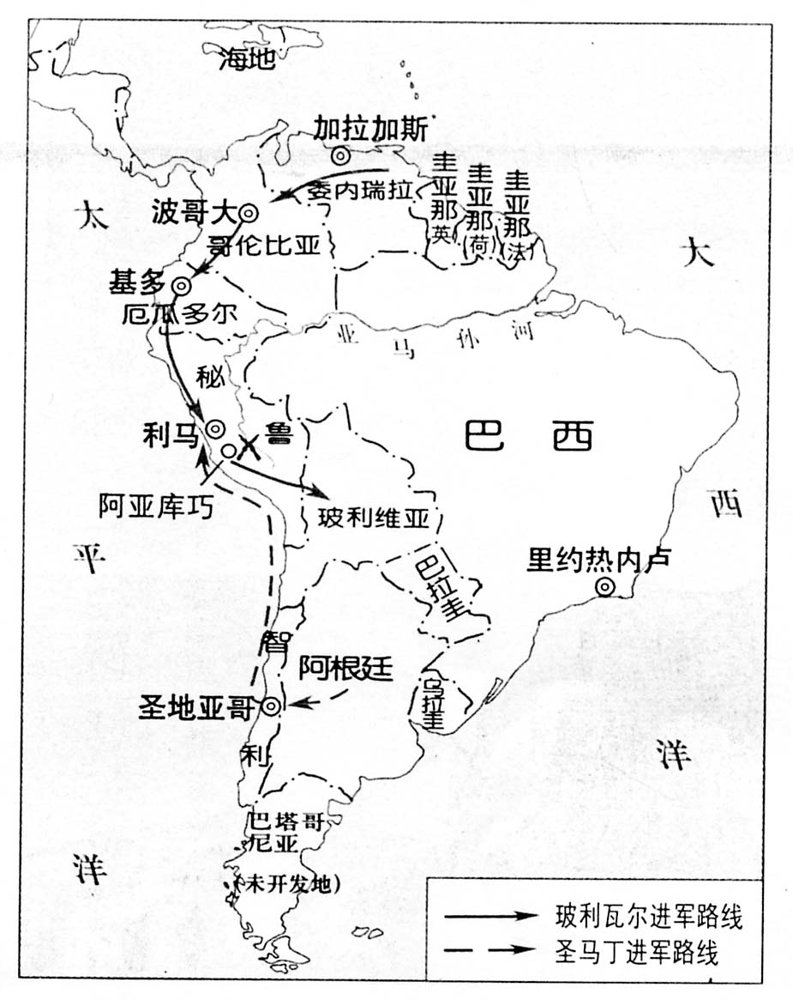 海地
加拉加斯
委内瑞拉
圭亚那(英)
圭亚那(荷)
圭亚那(法)
波哥大
哥伦比亚
基多
厄瓜多尔
亚马孙河
秘鲁
利马
阿亚库巧
巴西
玻利维亚
巴拉圭
里约热内卢
智利
阿根廷
圣地亚哥
乌拉圭
巴塔哥
尼亚
(未开发地)
太平洋
大西洋
玻利瓦尔进军路线
圣马丁进军路线